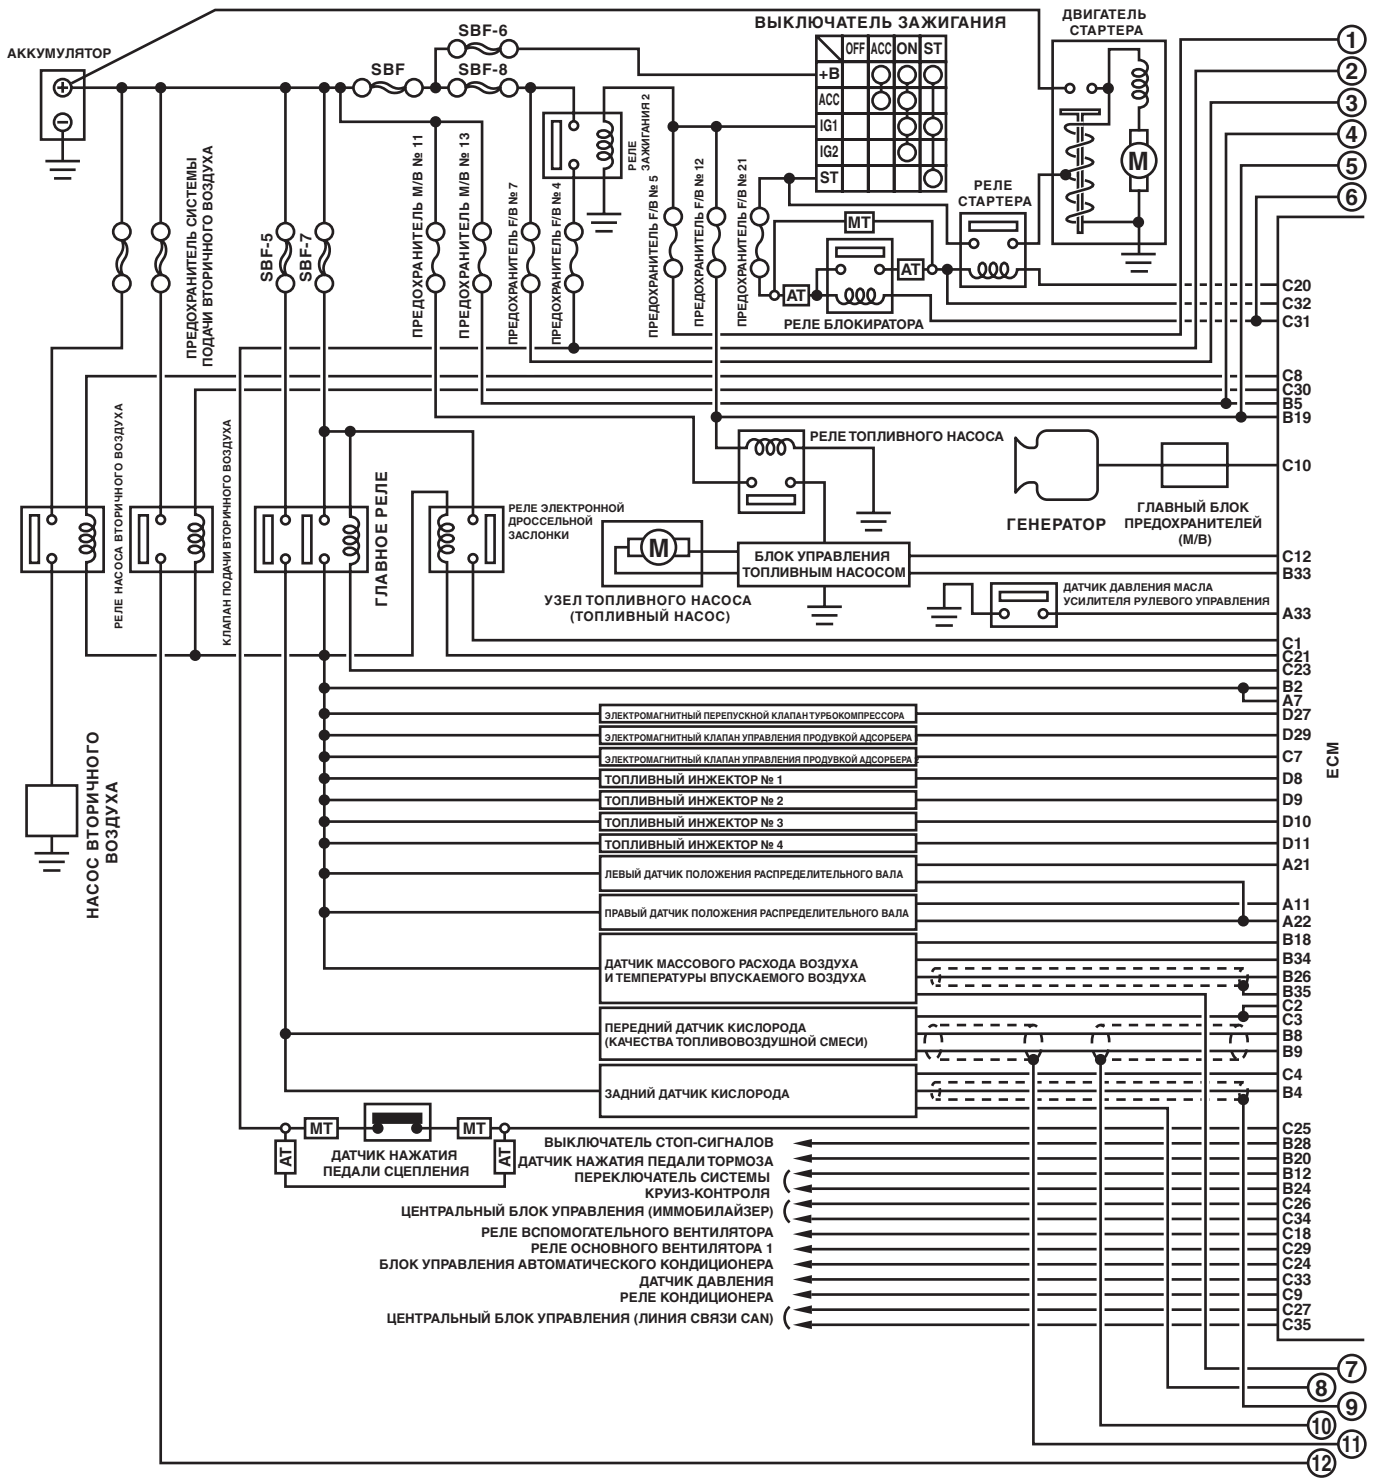 АККУМУЛЯТОР
SBF-6
SBF
SBF-8
ВЫКЛЮЧАТЕЛЬ ЗАЖИГАНИЯ
OFF ACC ON ST
+B
ACC
IG1
IG2
ST
ДВИГАТЕЛЬ
СТАРТЕРА
M
1
2
3
4
5
6
РЕЛЕ
ЗАЖИГАНИЯ 2
РЕЛЕ
СТАРТЕРА
MT
AT
AT
РЕЛЕ БЛОКИРАТОРА
ПРЕДОХРАНИТЕЛЬ СИСТЕМЫ
ПОДАЧИ ВТОРИЧНОГО ВОЗДУХА
SBF-5
SBF-7
ПРЕДОХРАНИТЕЛЬ M/B № 11
ПРЕДОХРАНИТЕЛЬ M/B № 13
ПРЕДОХРАНИТЕЛЬ F/B № 7
ПРЕДОХРАНИТЕЛЬ F/B № 4
ПРЕДОХРАНИТЕЛЬ F/B № 5
ПРЕДОХРАНИТЕЛЬ F/B № 12
ПРЕДОХРАНИТЕЛЬ F/B № 21
C20
C32
C31
C8
C30
B5
B19
C10
РЕЛЕ НАСОСА ВТОРИЧНОГО ВОЗДУХА
КЛАПАН ПОДАЧИ ВТОРИЧНОГО ВОЗДУХА
ГЛАВНОЕ РЕЛЕ
РЕЛЕ ЭЛЕКТРОННОЙ
ДРОССЕЛЬНОЙ
ЗАСЛОНКИ
РЕЛЕ ТОПЛИВНОГО НАСОСА
ГЕНЕРАТОР
ГЛАВНЫЙ БЛОК
ПРЕДОХРАНИТЕЛЕЙ
(M/B)
M
УЗЕЛ ТОПЛИВНОГО НАСОСА
(ТОПЛИВНЫЙ НАСОС)
БЛОК УПРАВЛЕНИЯ
ТОПЛИВНЫМ НАСОСОМ
C12
B33
ДАТЧИК ДАВЛЕНИЯ МАСЛА
УСИЛИТЕЛЯ РУЛЕВОГО УПРАВЛЕНИЯ
A33
C1
C21
C23
B2
A7
НАСОС ВТОРИЧНОГО
ВОЗДУХА
ECM
ЭЛЕКТРОМАГНИТНЫЙ ПЕРЕПУСКНОЙ КЛАПАН ТУРБОКОМПРЕССОРА D27
ЭЛЕКТРОМАГНИТНЫЙ КЛАПАН УПРАВЛЕНИЯ ПРОДУВКОЙ АДСОРБЕРА D29
ЭЛЕКТРОМАГНИТНЫЙ КЛАПАН УПРАВЛЕНИЯ ПРОДУВКОЙ АДСОРБЕРА 2 C7
ТОПЛИВНЫЙ ИНЖЕКТОР № 1 D8
ТОПЛИВНЫЙ ИНЖЕКТОР № 2 D9
ТОПЛИВНЫЙ ИНЖЕКТОР № 3 D10
ТОПЛИВНЫЙ ИНЖЕКТОР № 4 D11
ЛЕВЫЙ ДАТЧИК ПОЛОЖЕНИЯ РАСПРЕДЕЛИТЕЛЬНОГО ВАЛА
A21
ПРАВЫЙ ДАТЧИК ПОЛОЖЕНИЯ РАСПРЕДЕЛИТЕЛЬНОГО ВАЛА
A11
A22
ДАТЧИК МАССОВОГО РАСХОДА ВОЗДУХА
И ТЕМПЕРАТУРЫ ВПУСКАЕМОГО ВОЗДУХА
B18
B34
B26
B35
ПЕРЕДНИЙ ДАТЧИК КИСЛОРОДА
(КАЧЕСТВА ТОПЛИВОВОЗДУШНОЙ СМЕСИ)
C2
C3
B8
B9
ЗАДНИЙ ДАТЧИК КИСЛОРОДА
C4
B4
MT
MT
AT
AT
ДАТЧИК НАЖАТИЯ
ПЕДАЛИ СЦЕПЛЕНИЯ
C25
ВЫКЛЮЧАТЕЛЬ СТОП-СИГНАЛОВ B28
ДАТЧИК НАЖАТИЯ ПЕДАЛИ ТОРМОЗА B20
ПЕРЕКЛЮЧАТЕЛЬ СИСТЕМЫ B12
КРУИЗ-КОНТРОЛЯ B24
ЦЕНТРАЛЬНЫЙ БЛОК УПРАВЛЕНИЯ (ИММОБИЛАЙЗЕР)
C26
C34
РЕЛЕ ВСПОМОГАТЕЛЬНОГО ВЕНТИЛЯТОРА C18
РЕЛЕ ОСНОВНОГО ВЕНТИЛЯТОРА 1 C29
БЛОК УПРАВЛЕНИЯ АВТОМАТИЧЕСКОГО КОНДИЦИОНЕРА C24
ДАТЧИК ДАВЛЕНИЯ C33
РЕЛЕ КОНДИЦИОНЕРА C9
ЦЕНТРАЛЬНЫЙ БЛОК УПРАВЛЕНИЯ (ЛИНИЯ СВЯЗИ CAN)
C27
C35
7
8
9
10
11
12